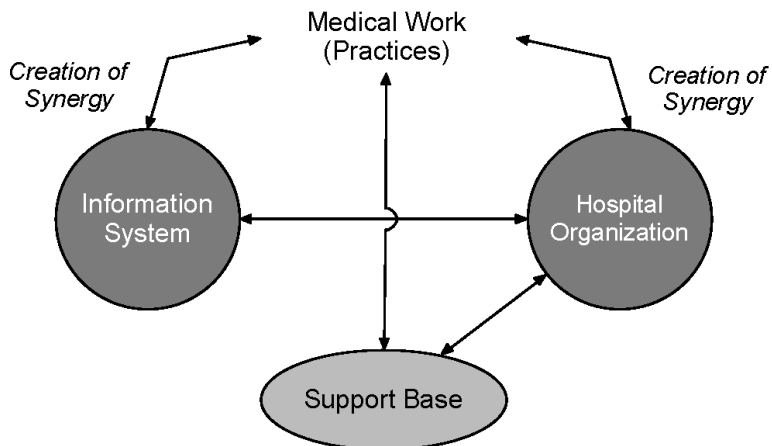 Medical Work
(Practices)
Creation of
Synergy
Creation of
Synergy
Information
System
Hospital
Organization
Support Base